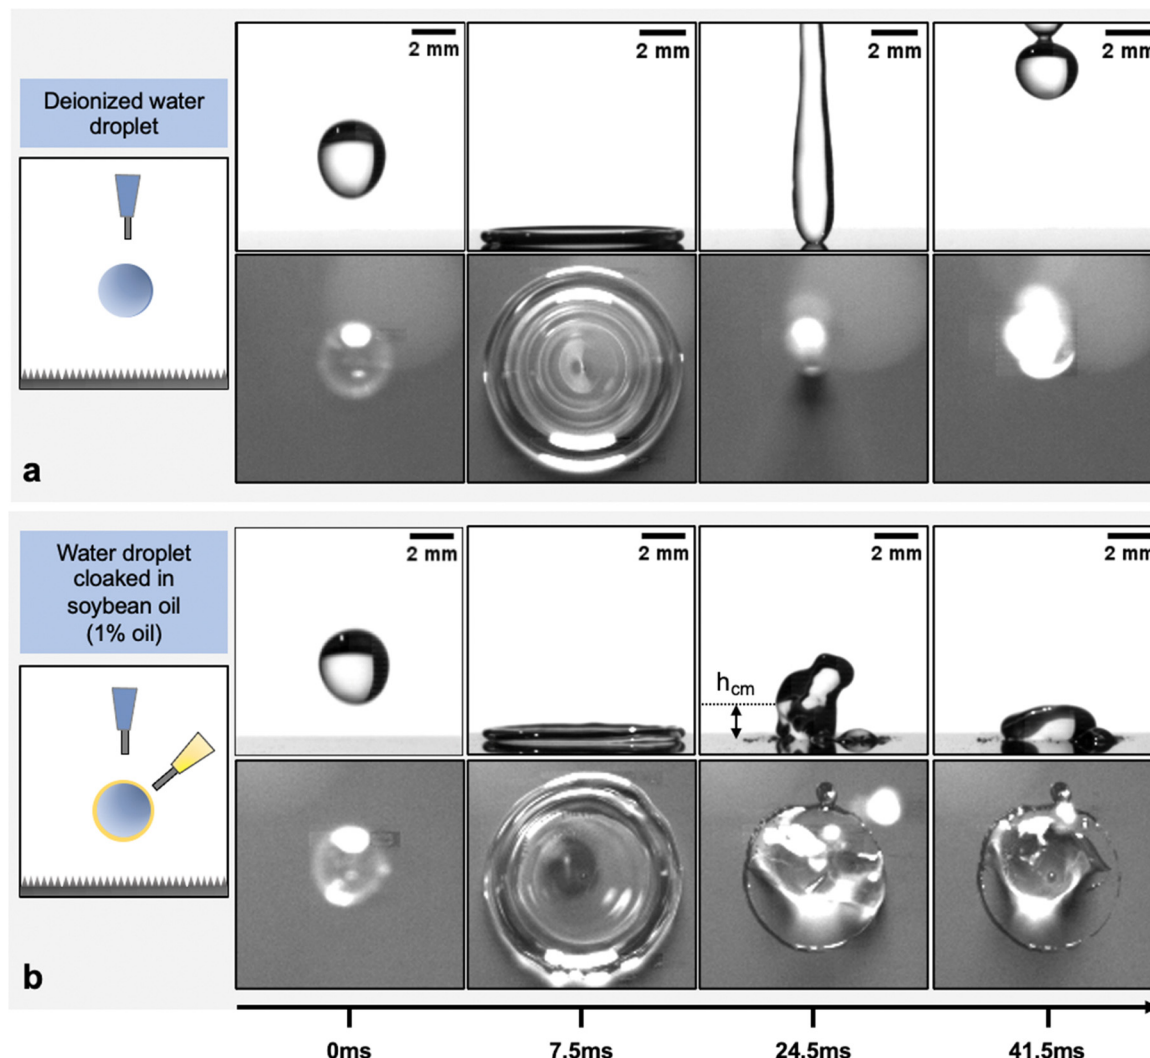 2 mm
2 mm
2 mm
2 mm
Deionized water
droplet
a
Water droplet
cloaked in
soybean oil
(1% oil)
2 mm
2 mm
2 mm
2 mm
hcm
b
0ms
7.5ms
24.5ms
41.5ms